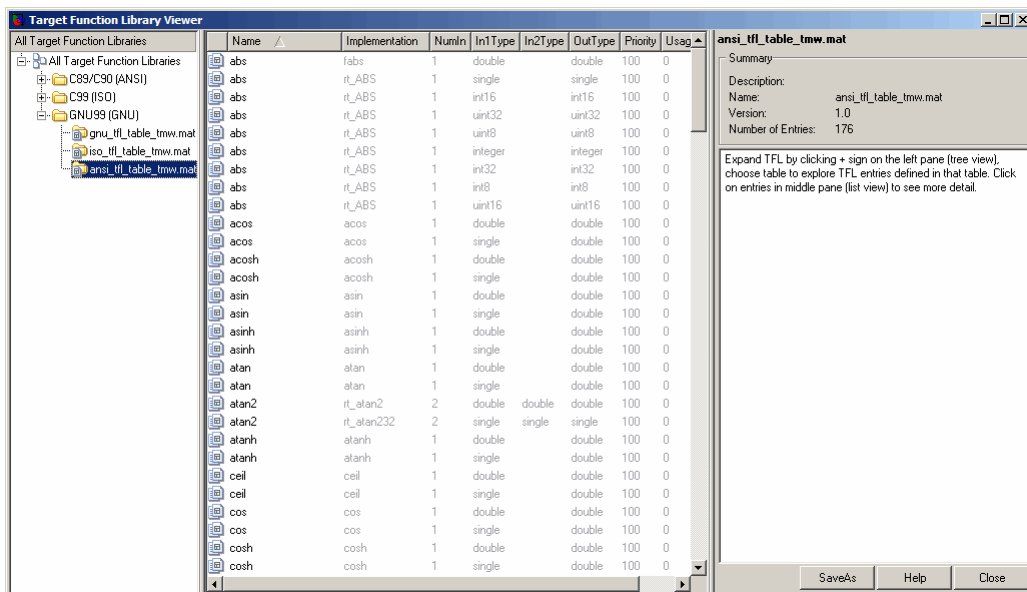 Target Function Library Viewer
All Target Function Libraries
All Target Function Libraries
C89/C90 (ANSI)
C99 (ISO)
GNU99 (GNU)
gnu_tfl_table_tmw.mat
iso_tfl_table_tmw.mat
ansi_tfl_table_tmw.mat
Name Implementation NumIn In1Type In2Type OutType Priority Usag
abs fabs 1 double double 100 0
abs rt_ABS 1 single single 100 0
abs rt_ABS 1 int16 int16 100 0
abs rt_ABS 1 uint32 uint32 100 0
abs rt_ABS 1 uint8 uint8 100 0
abs rt_ABS 1 integer integer 100 0
abs rt_ABS 1 int32 int32 100 0
abs rt_ABS 1 int8 int8 100 0
abs rt_ABS 1 uint16 uint16 100 0
acos acos 1 double double 100 0
acos acos 1 single double 100 0
acosh acosh 1 double double 100 0
acosh acosh 1 single double 100 0
asin asin 1 double double 100 0
asin asin 1 single double 100 0
asinh asinh 1 double double 100 0
asinh asinh 1 single double 100 0
atan atan 1 double double 100 0
atan atan 1 single double 100 0
atan2 rt_atan2 2 double double double 100 0
atan2 rt_atan232 2 single single single 100 0
atanh atanh 1 double double 100 0
atanh atanh 1 single double 100 0
ceil ceil 1 double double 100 0
ceil ceil 1 single double 100 0
cos cos 1 double double 100 0
cos cos 1 single double 100 0
cosh cosh 1 double double 100 0
cosh cosh 1 single double 100 0
ansi_tfl_table_tmw.mat
Summary
Description:
Name: ansi_tfl_table_tmw.mat
Version: 1.0
Number of Entries: 176
Expand TFL by clicking + sign on the left pane (tree view),
choose table to explore TFL entries defined in that table. Click
on entries in middle pane (list view) to see more detail.
SaveAs Help Close